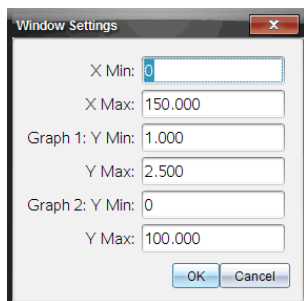 Window Settings
X Min: 0
X Max: 150.000
Graph 1: Y Min: 1.000
Y Max: 2.500
Graph 2: Y Min: 0
Y Max: 100.000
OK Cancel